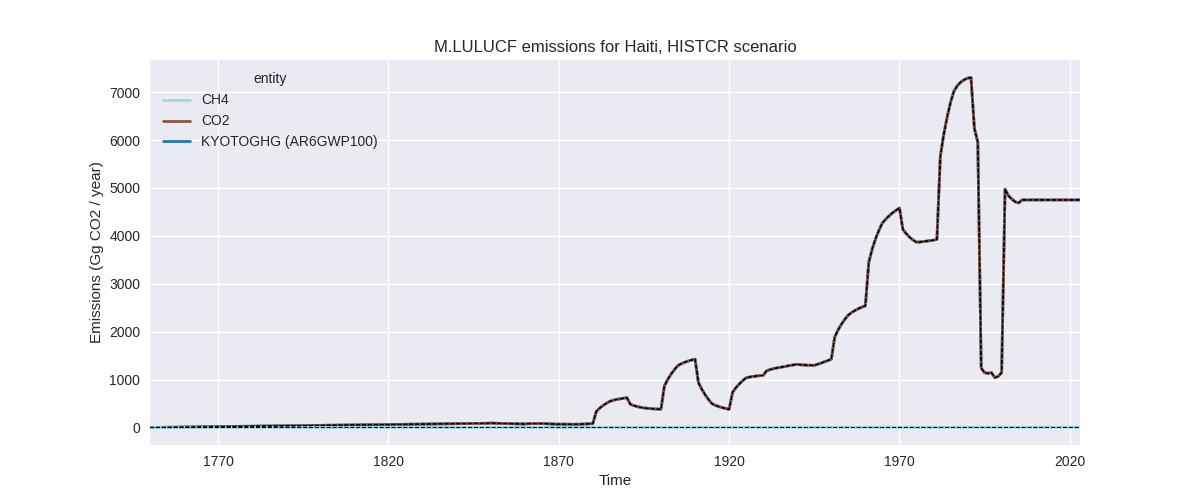 M.LULUCF emissions for Haiti, HISTCR scenario
entity
CH4
CO2
KYOTOGHG (AR6GWP100)
Emissions (Gg CO2 / year)
7000
6000
5000
4000
3000
2000
1000
0
1770 1820 1870 1920 1970 2020
Time